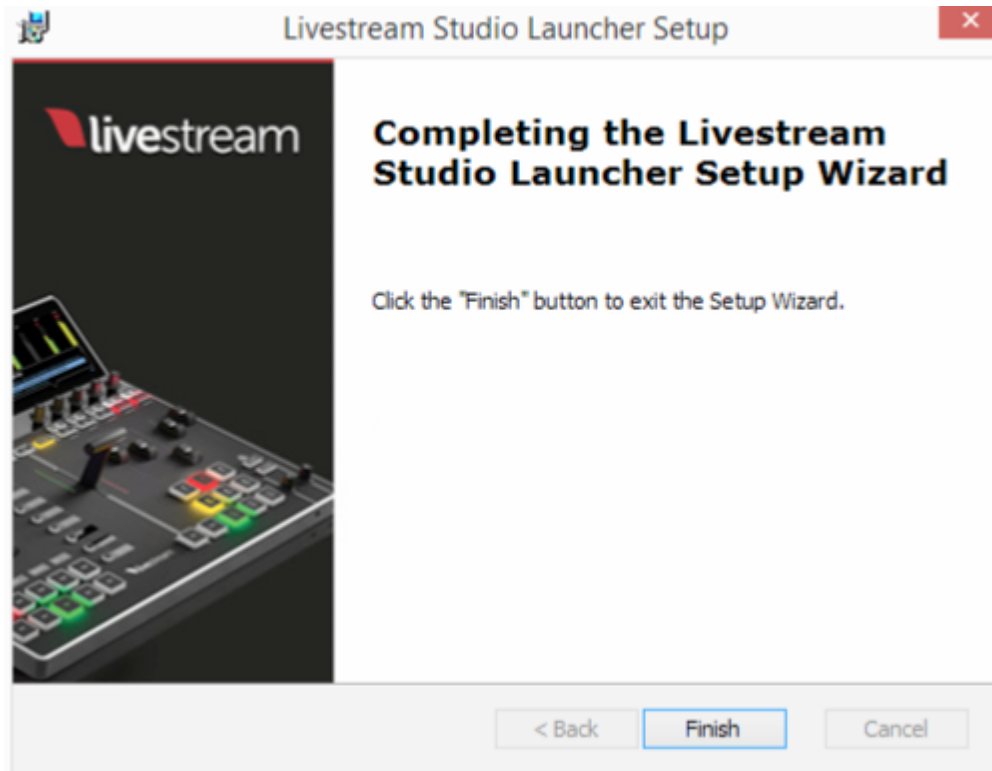 Livestream Studio Launcher Setup
livestream
Completing the Livestream
Studio Launcher Setup Wizard
Click the "Finish" button to exit the Setup Wizard.
< Back
Finish
Cancel